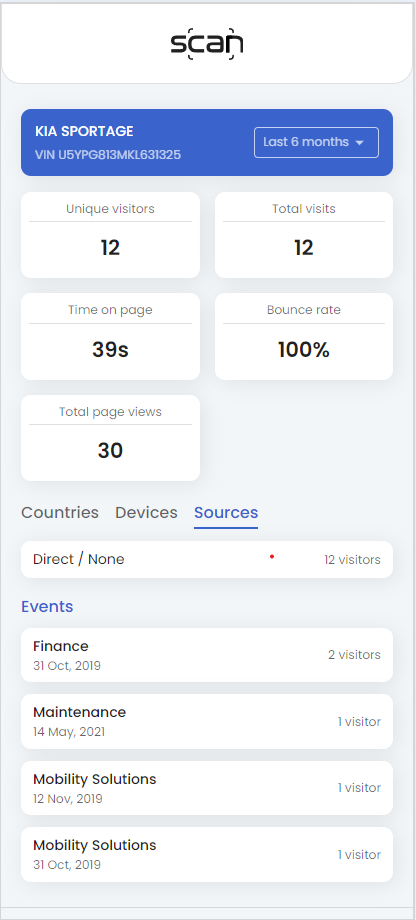 scan
KIA SPORTAGE
VIN U5YPG813MKL631325
Last 6 months
Unique visitors
12
Total visits
12
Time on page
39s
Bounce rate
100%
Total page views
30
Countries Devices Sources
Direct / None 12 visitors
Events
Finance
31 Oct, 2019
2 visitors
Maintenance
14 May, 2021
1 visitor
Mobility Solutions
12 Nov, 2019
1 visitor
Mobility Solutions
31 Oct, 2019
1 visitor